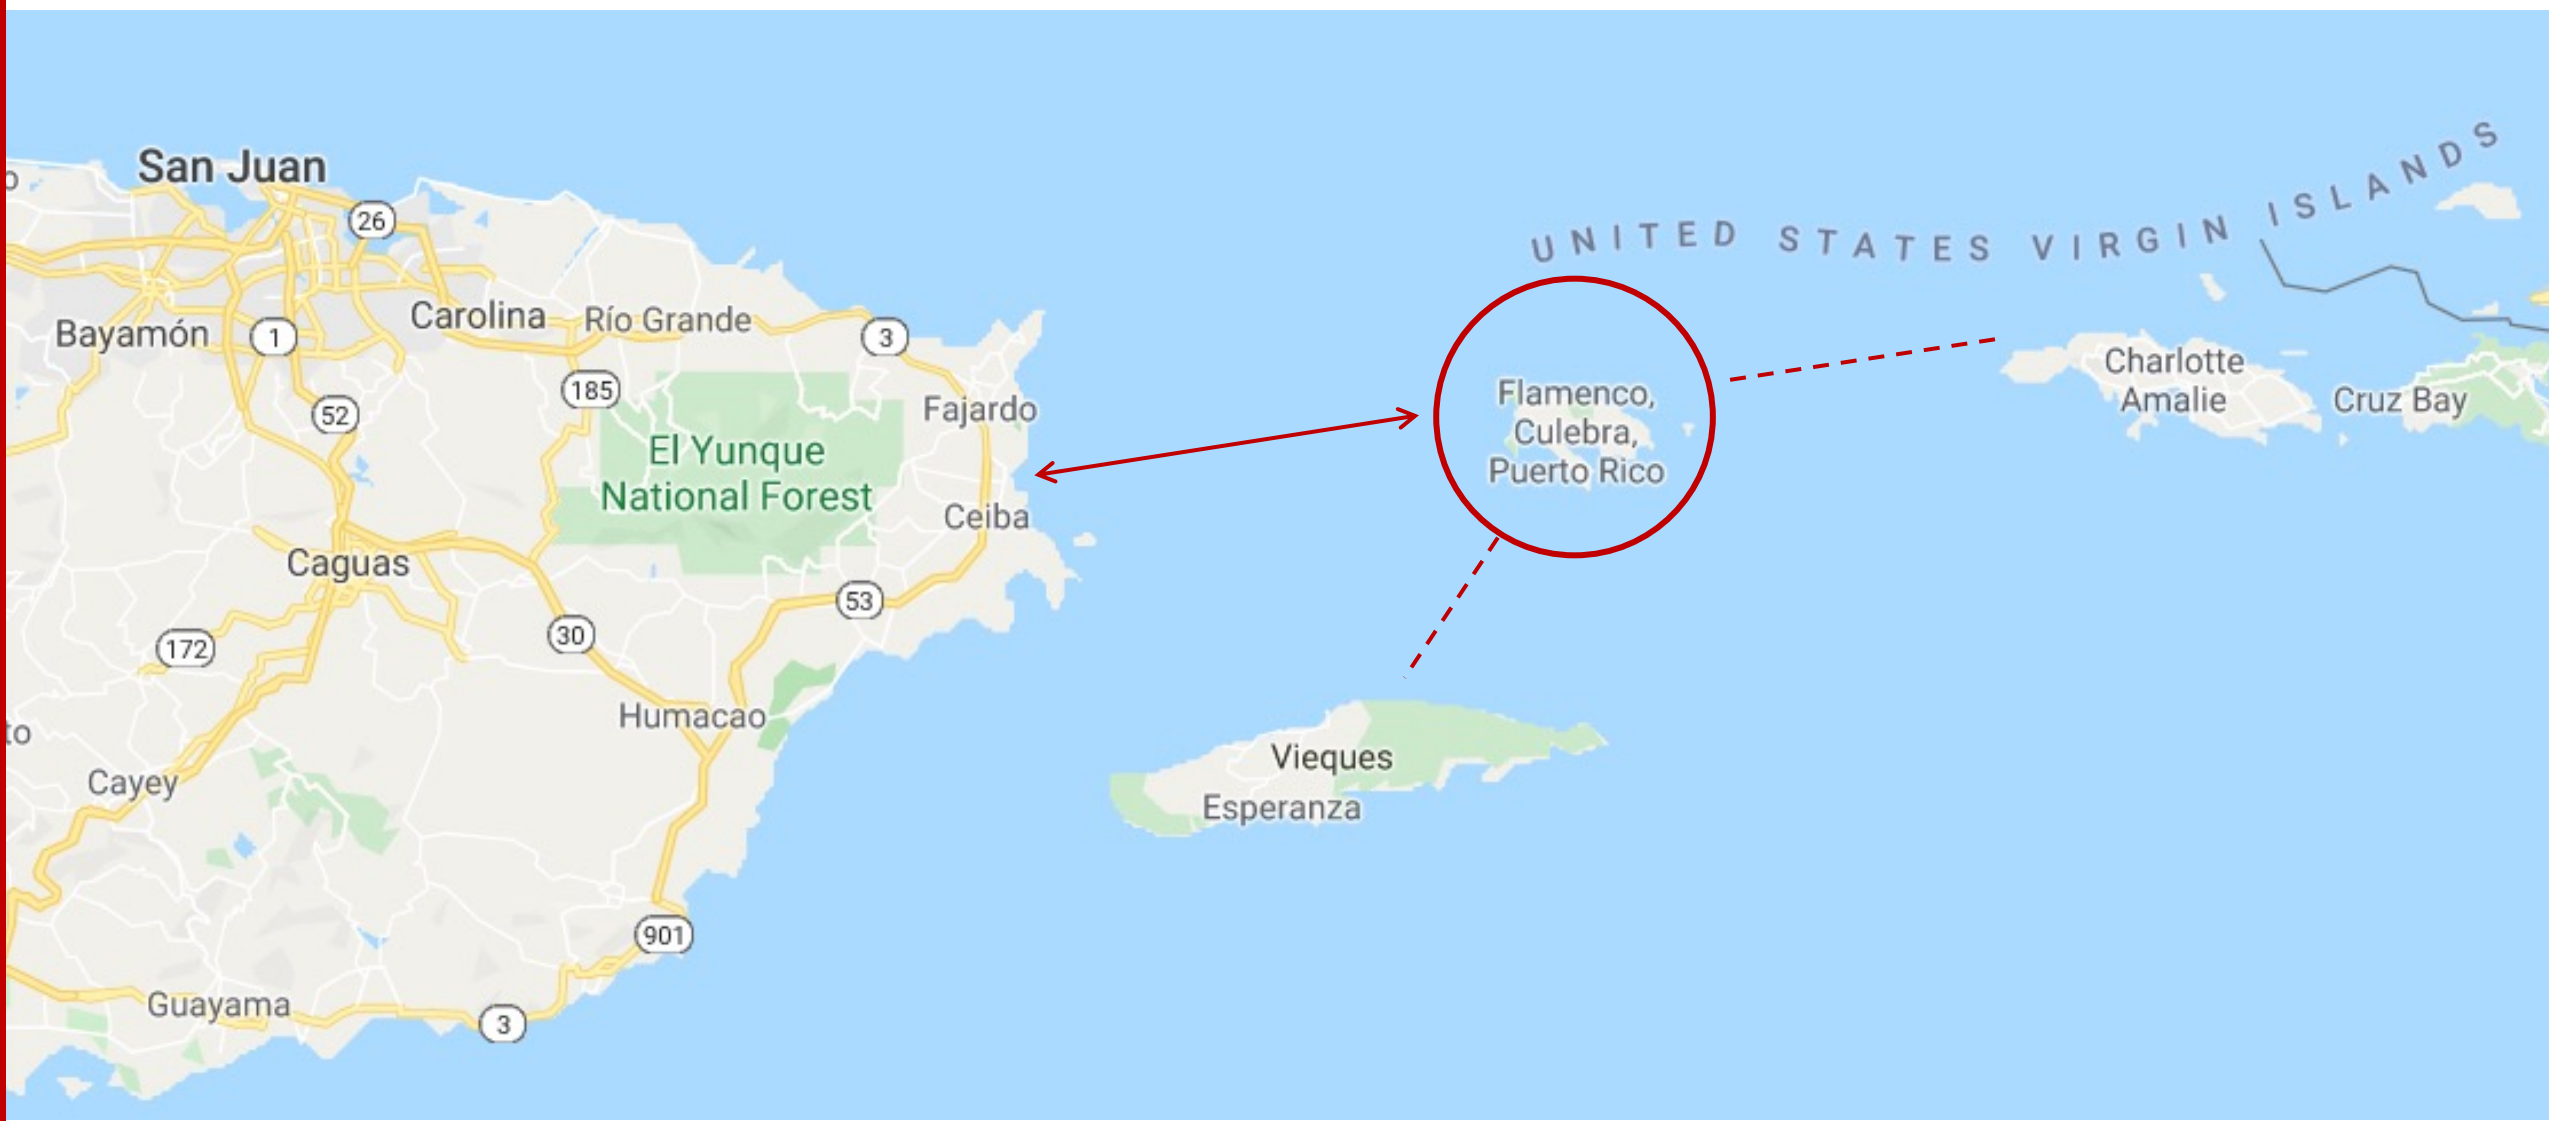 UNITED STATES VIRGIN ISLANDS
San Juan
26
Bayamón
1
Carolina
Río Grande
3
185
52
Fajardo
El Yunque
National Forest
Ceiba
Flamenco,
Culebra,
Puerto Rico
Charlotte
Amalie
Cruz Bay
Caguas
53
172
30
Humacao
to
Cayey
Vieques
Esperanza
901
Guayama
3